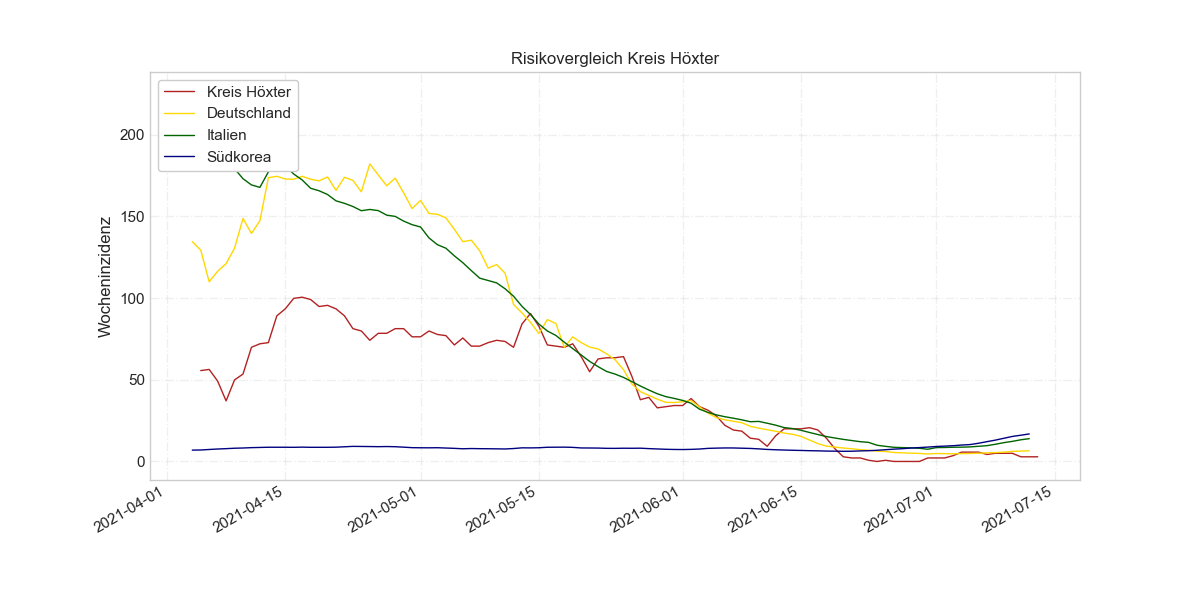 Risikovergleich Kreis Höxter
Kreis Höxter
Deutschland
Italien
Südkorea
Wocheninzidenz
200
150
100
50
0
2021-04-01
2021-04-15
2021-05-01
2021-05-15
2021-06-01
2021-06-15
2021-07-01
2021-07-15